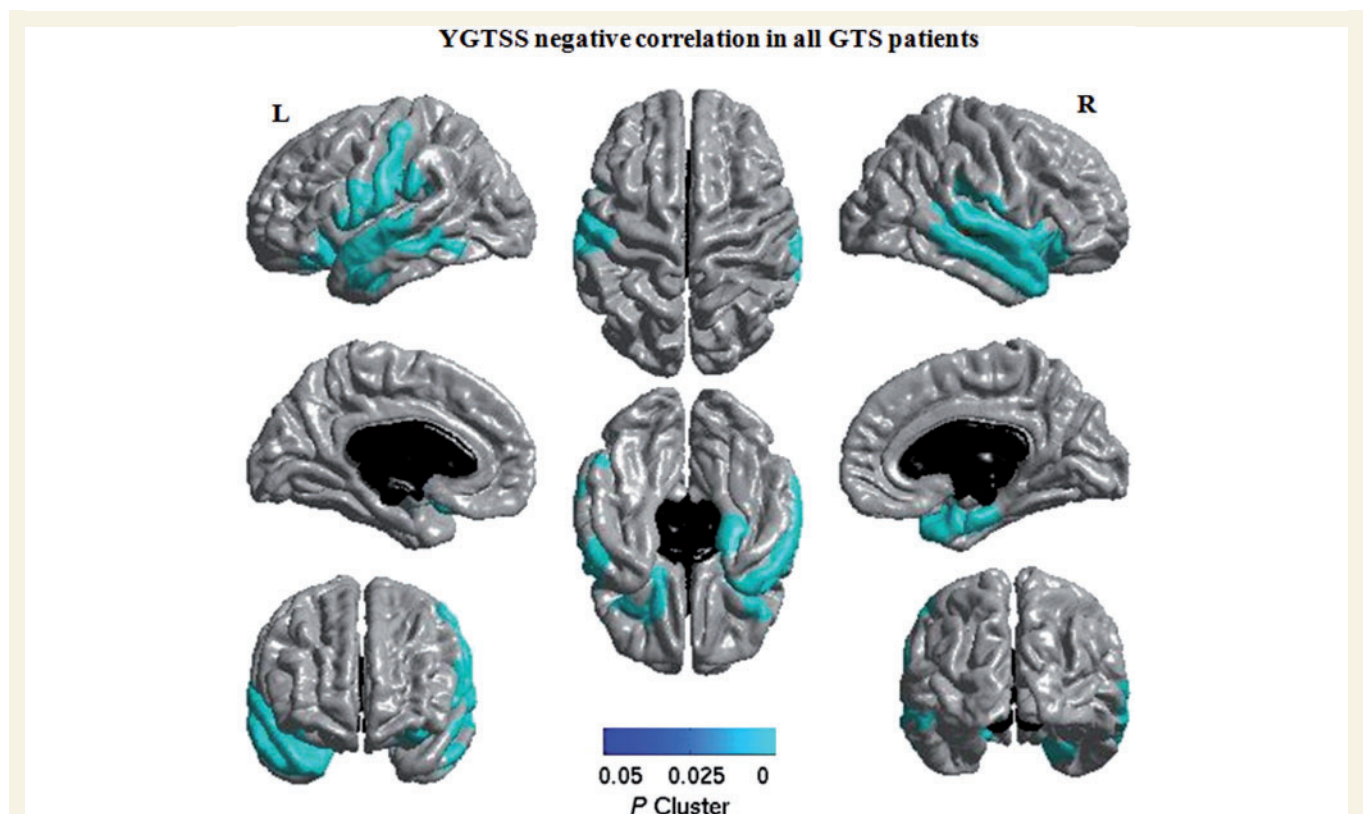 YGTSS negative correlation in all GTS patients
L
R
0.05 0.025 0
P Cluster